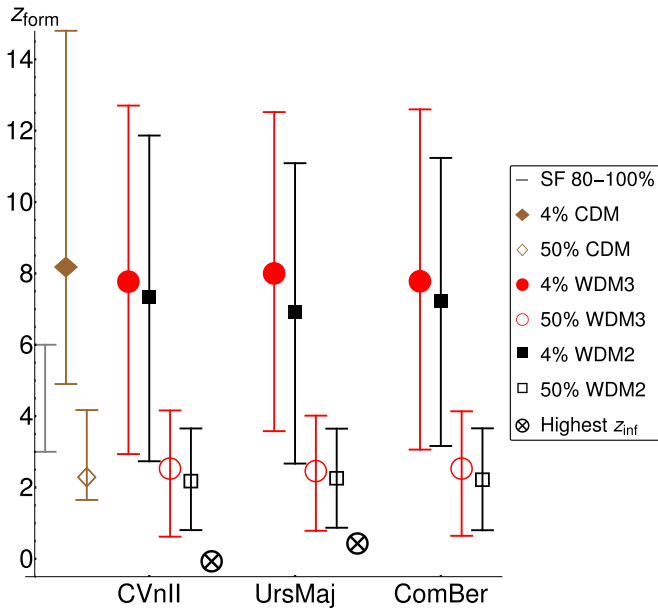 z_form
14
12
10
8
6
4
2
0
CVnII UrsMaj ComBer
SF 80–100%
4% CDM
50% CDM
4% WDM3
50% WDM3
4% WDM2
50% WDM2
Highest z_inf